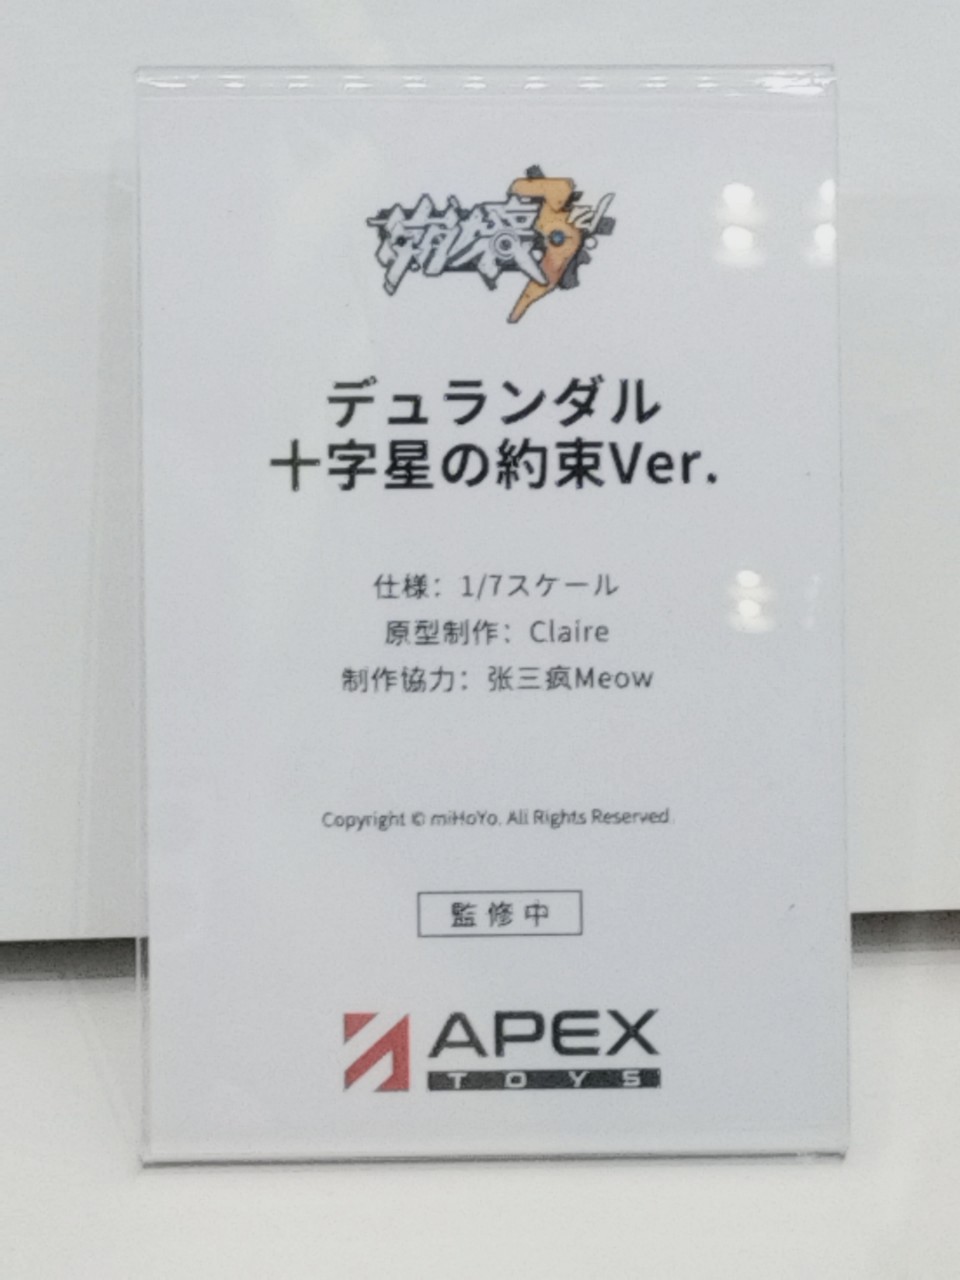 崩壊3rd
デュランダル
十字星の約束Ver.
仕様：1/7スケール
原型制作：Claire
制作協力：张三疯Meow
Copyright © miHoYo. All Rights Reserved.
監修中
APEX
TOYS